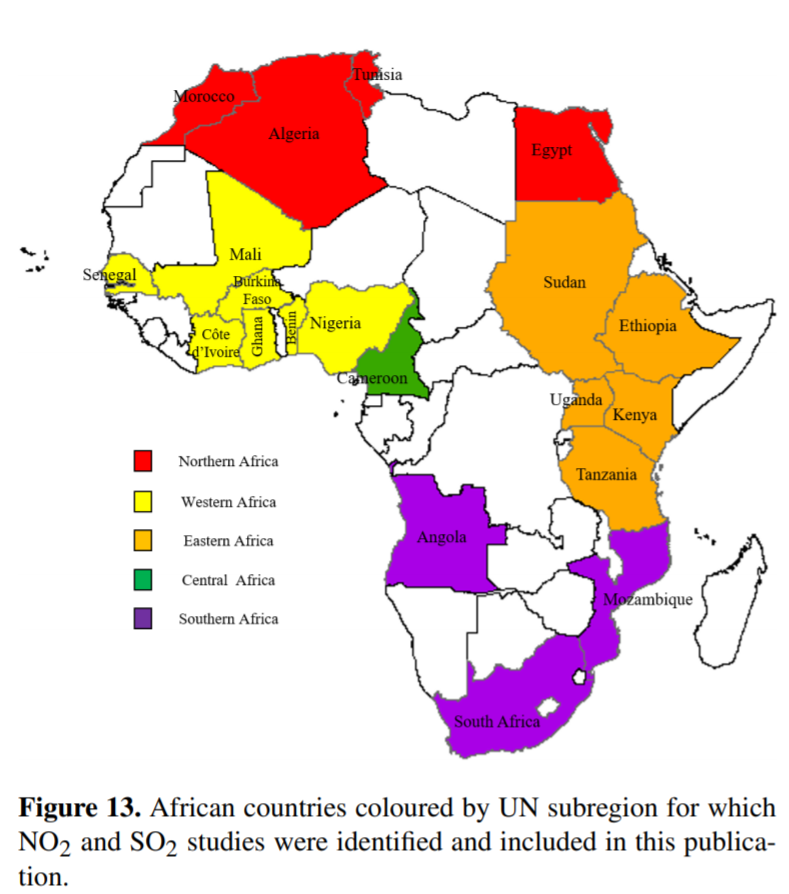 Tunisia
Morocco
Algeria
Egypt
Mali
Senegal
Burkina
Faso
Sudan
Ghana
Benin
Nigeria
Côte
d'Ivoire
Ethiopia
Cameroon
Uganda
Kenya
Tanzania
Northern Africa
Western Africa
Eastern Africa
Central Africa
Southern Africa
Angola
Mozambique
South Africa
Figure 13. African countries coloured by UN subregion for which
NO2 and SO2 studies were identified and included in this publica-
tion.